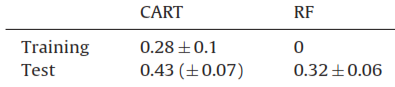 CART RF
Training 0.28 ± 0.1 0
Test 0.43 (±0.07) 0.32 ± 0.06